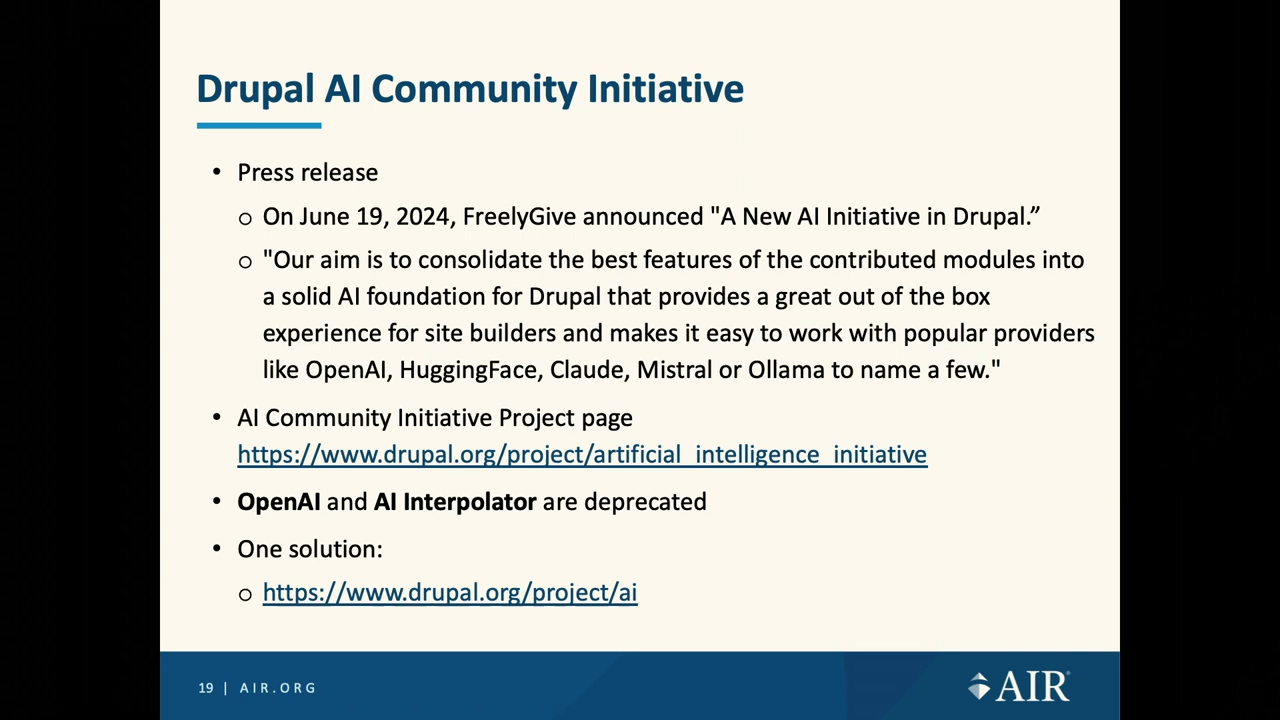 Drupal AI Community Initiative
• Press release
o On June 19, 2024, FreelyGive announced "A New AI Initiative in Drupal.”
o "Our aim is to consolidate the best features of the contributed modules into
a solid AI foundation for Drupal that provides a great out of the box
experience for site builders and makes it easy to work with popular providers
like OpenAI, HuggingFace, Claude, Mistral or Ollama to name a few."
• AI Community Initiative Project page
https://www.drupal.org/project/artificial_intelligence_initiative
• OpenAI and AI Interpolator are deprecated
• One solution:
o https://www.drupal.org/project/ai
19 | AIR.ORG
AIR®